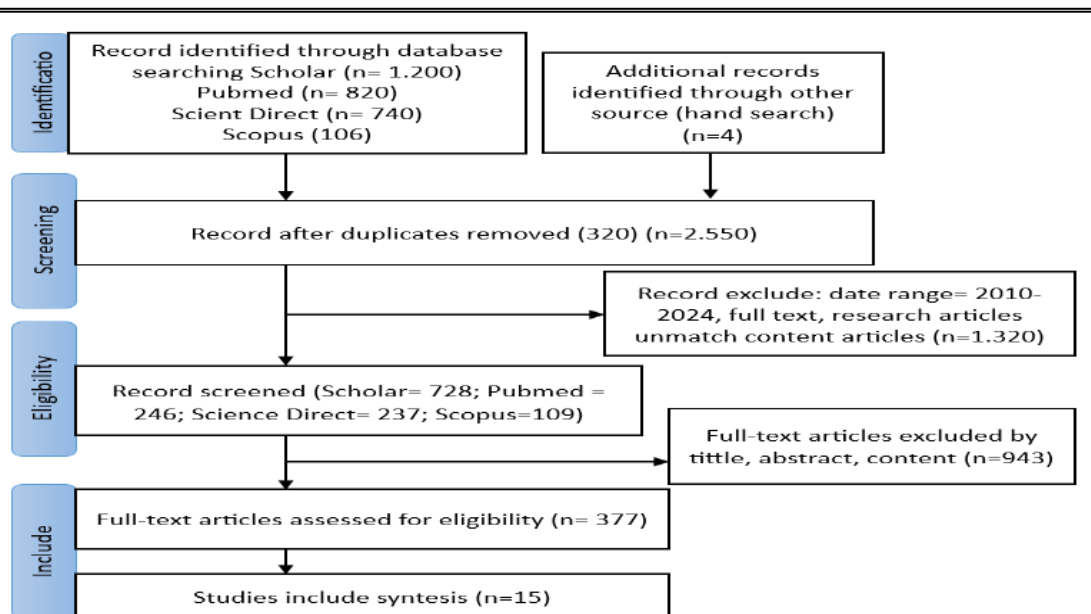 Identificatio
Record identified through database
searching Scholar (n= 1.200)
Pubmed (n= 820)
Scient Direct (n= 740)
Scopus (106)
Additional records
identified through other
source (hand search)
(n=4)
Screening
Record after duplicates removed (320) (n=2.550)
Record exclude: date range= 2010-
2024, full text, research articles
unmatch content articles (n=1.320)
Eligibility
Record screened (Scholar= 728; Pubmed =
246; Science Direct= 237; Scopus=109)
Full-text articles excluded by
tittle, abstract, content (n=943)
Include
Full-text articles assessed for eligibility (n= 377)
Studies include syntesis (n=15)